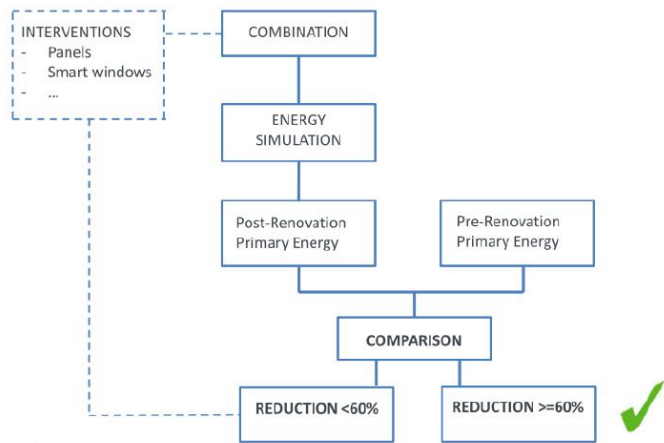 INTERVENTIONS
- Panels
- Smart windows
- ...
COMBINATION
ENERGY
SIMULATION
Post-Renovation
Primary Energy
Pre-Renovation
Primary Energy
COMPARISON
REDUCTION <60%
REDUCTION >=60%